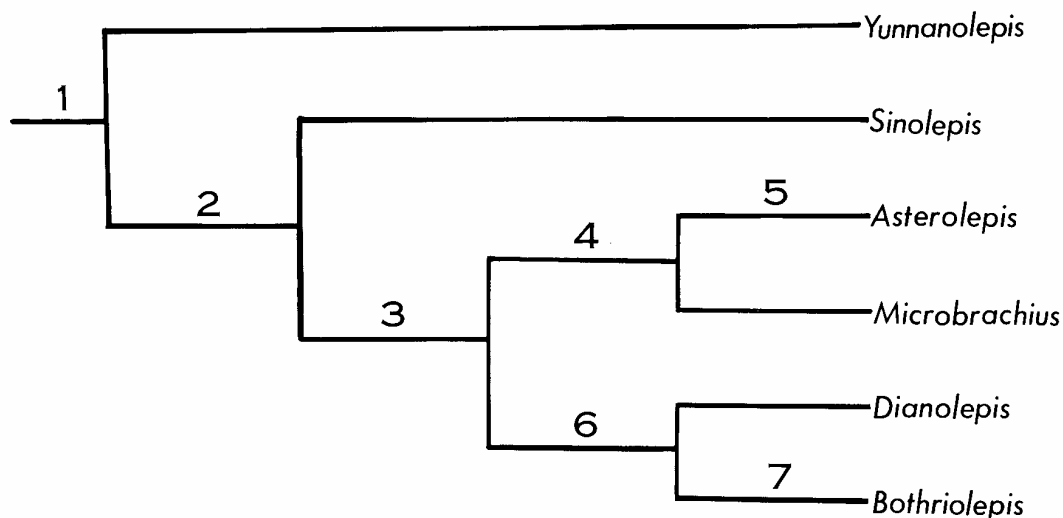 Yunnanolepis
1
Sinolepis
2
5
Asterolepis
4
3
Microbrachius
Dianolepis
6
7
Bothriolepis